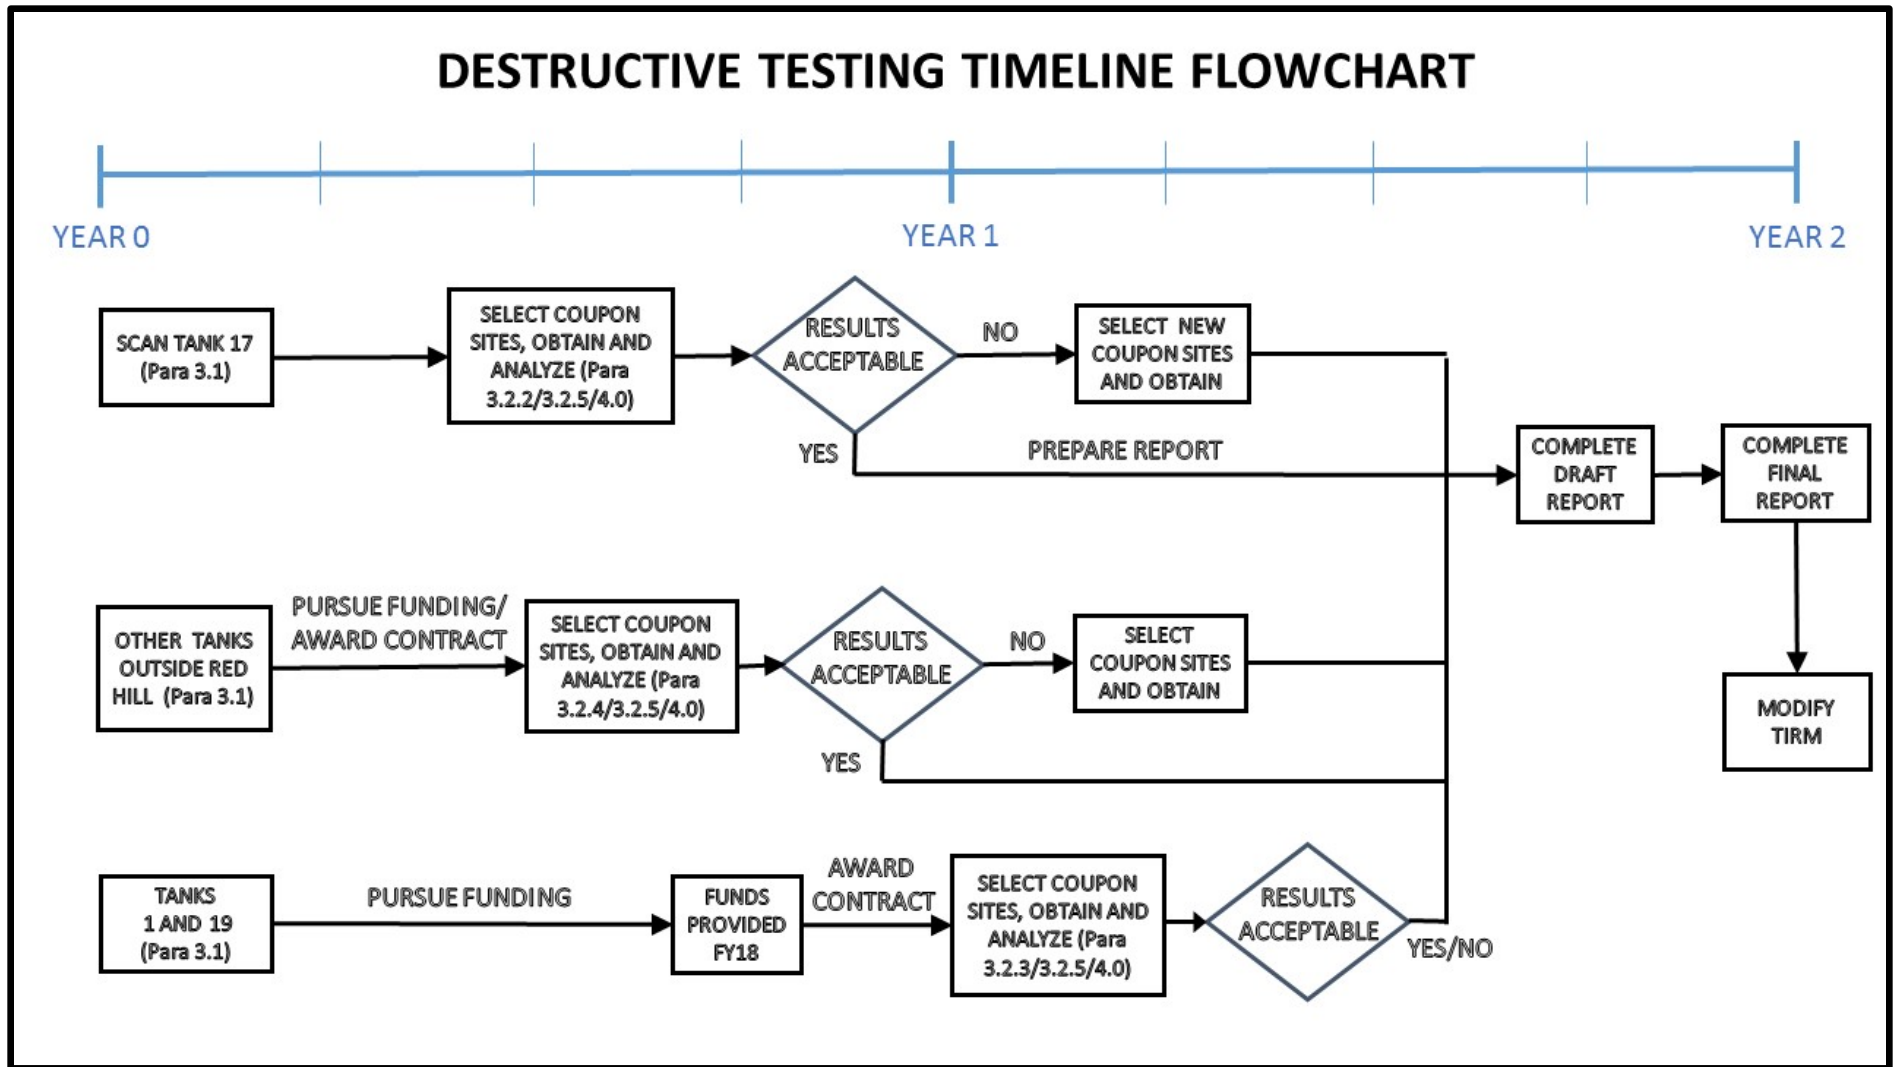 DESTRUCTIVE TESTING TIMELINE FLOWCHART
YEAR 0
YEAR 1
YEAR 2
SCAN TANK 17
(Para 3.1)
SELECT COUPON
SITES, OBTAIN AND
ANALYZE (Para
3.2.2/3.2.5/4.0)
RESULTS
ACCEPTABLE
NO
SELECT NEW
COUPON SITES
AND OBTAIN
YES
PREPARE REPORT
COMPLETE
DRAFT
REPORT
COMPLETE
FINAL
REPORT
MODIFY
TIRM
OTHER TANKS
OUTSIDE RED
HILL (Para 3.1)
PURSUE FUNDING/
AWARD CONTRACT
SELECT COUPON
SITES, OBTAIN AND
ANALYZE (Para
3.2.4/3.2.5/4.0)
RESULTS
ACCEPTABLE
NO
SELECT
COUPON SITES
AND OBTAIN
YES
TANKS
1 AND 19
(Para 3.1)
PURSUE FUNDING
FUNDS
PROVIDED
FY18
AWARD
CONTRACT
SELECT COUPON
SITES, OBTAIN AND
ANALYZE (Para
3.2.3/3.2.5/4.0)
RESULTS
ACCEPTABLE
YES/NO